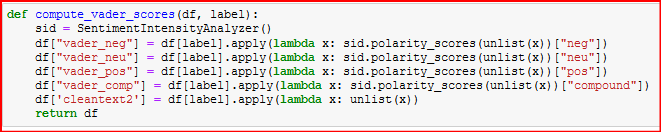 def compute_vader_scores(df, label):
    sid = SentimentIntensityAnalyzer()
    df["vader_neg"] = df[label].apply(lambda x: sid.polarity_scores(unlist(x))["neg"])
    df["vader_neu"] = df[label].apply(lambda x: sid.polarity_scores(unlist(x))["neu"])
    df["vader_pos"] = df[label].apply(lambda x: sid.polarity_scores(unlist(x))["pos"])
    df["vader_comp"] = df[label].apply(lambda x: sid.polarity_scores(unlist(x))["compound"])
    df['cleantext2'] = df[label].apply(lambda x: unlist(x))
    return df